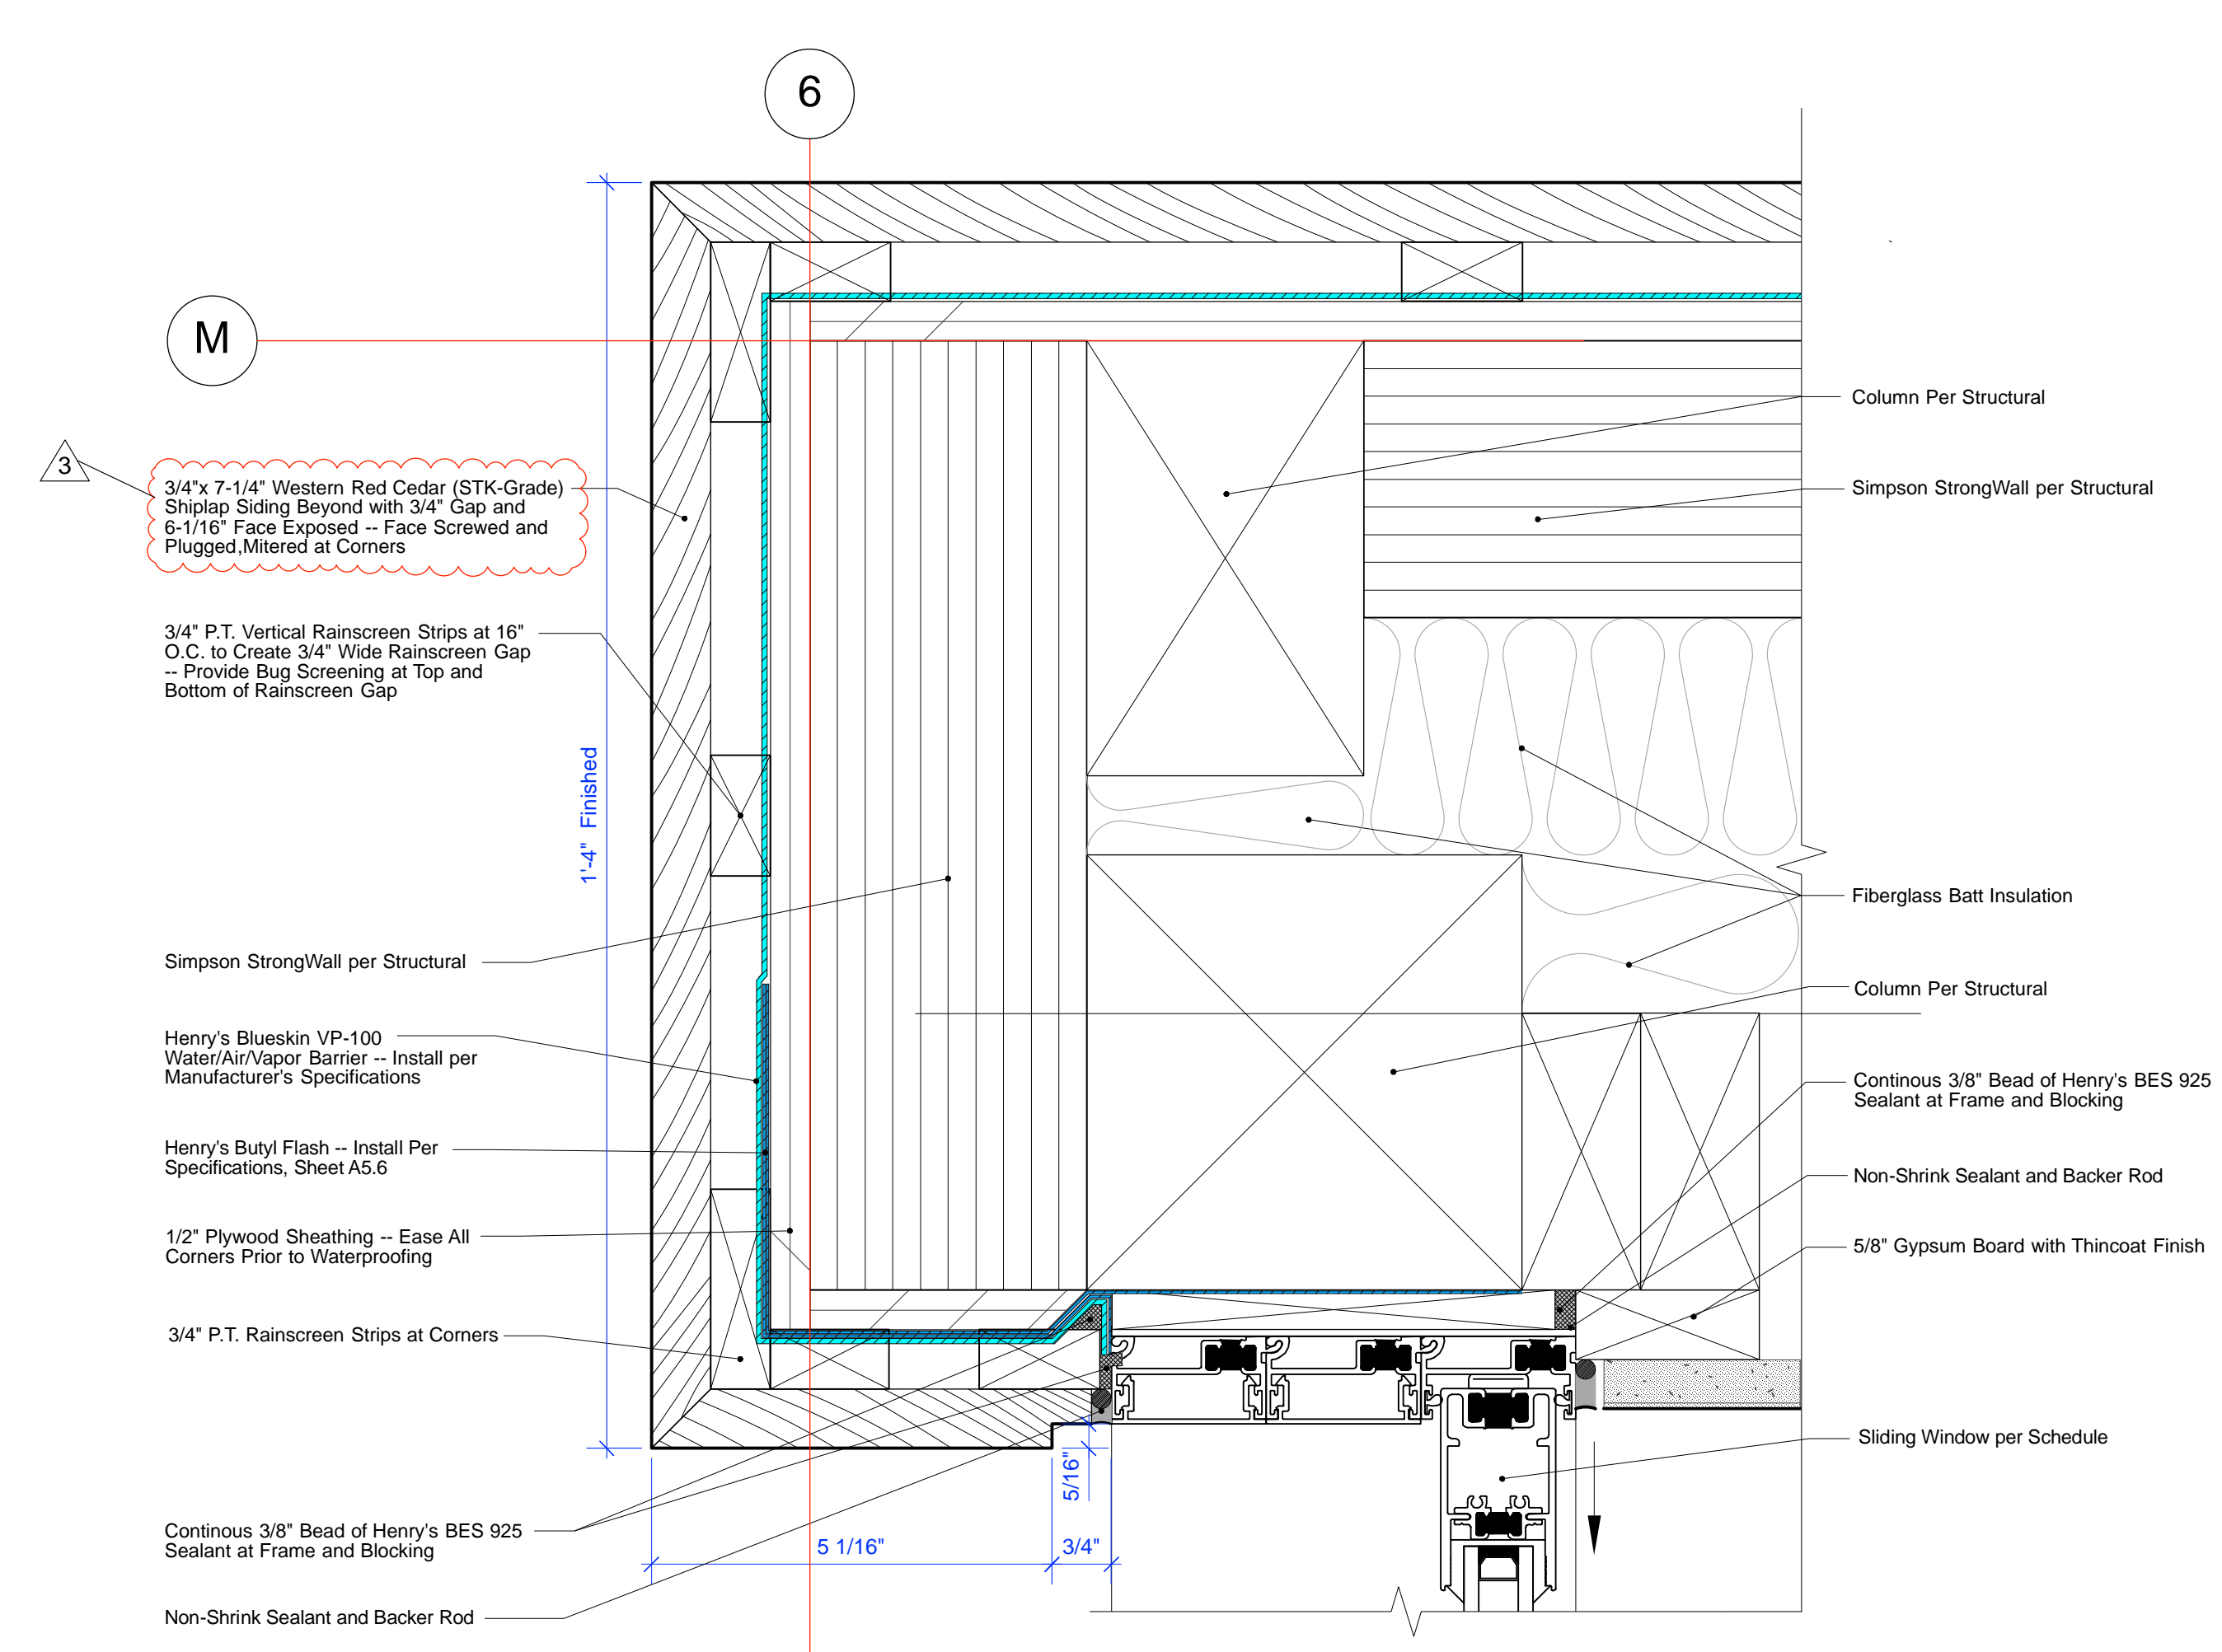 6
M
3
3/4"x 7-1/4" Western Red Cedar (STK-Grade)
Shiplap Siding Beyond with 3/4" Gap and
6-1/16" Face Exposed -- Face Screwed and
Plugged,Mitered at Corners
3/4" P.T. Vertical Rainscreen Strips at 16"
O.C. to Create 3/4" Wide Rainscreen Gap
-- Provide Bug Screening at Top and
Bottom of Rainscreen Gap
1'-4" Finished
Simpson StrongWall per Structural
Henry's Blueskin VP-100
Water/Air/Vapor Barrier -- Install per
Manufacturer's Specifications
Henry's Butyl Flash -- Install Per
Specifications, Sheet A5.6
1/2" Plywood Sheathing -- Ease All
Corners Prior to Waterproofing
3/4" P.T. Rainscreen Strips at Corners
Continous 3/8" Bead of Henry's BES 925
Sealant at Frame and Blocking
Non-Shrink Sealant and Backer Rod
5 1/16"
3/4"
5/16"
Column Per Structural
Simpson StrongWall per Structural
Fiberglass Batt Insulation
Column Per Structural
Continous 3/8" Bead of Henry's BES 925
Sealant at Frame and Blocking
Non-Shrink Sealant and Backer Rod
5/8" Gypsum Board with Thincoat Finish
Sliding Window per Schedule